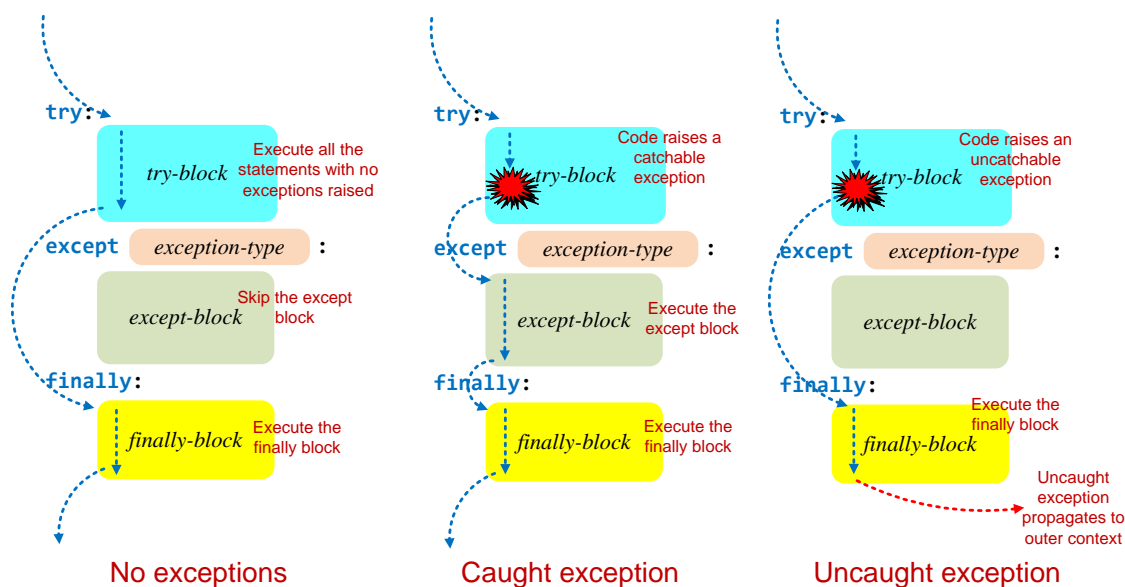 try:
Execute all the
statements with no
exceptions raised
try-block
except exception-type :
Skip the except
block
except-block
finally:
Execute the
finally block
finally-block
No exceptions
try:
Code raises a
catchable
exception
try-block
except exception-type :
Execute the
except block
except-block
finally:
Execute the
finally block
finally-block
Caught exception
try:
Code raises an
uncatchable
exception
try-block
except exception-type :
except-block
finally:
Execute the
finally block
finally-block
Uncaught
exception
propagates to
outer context
Uncaught exception